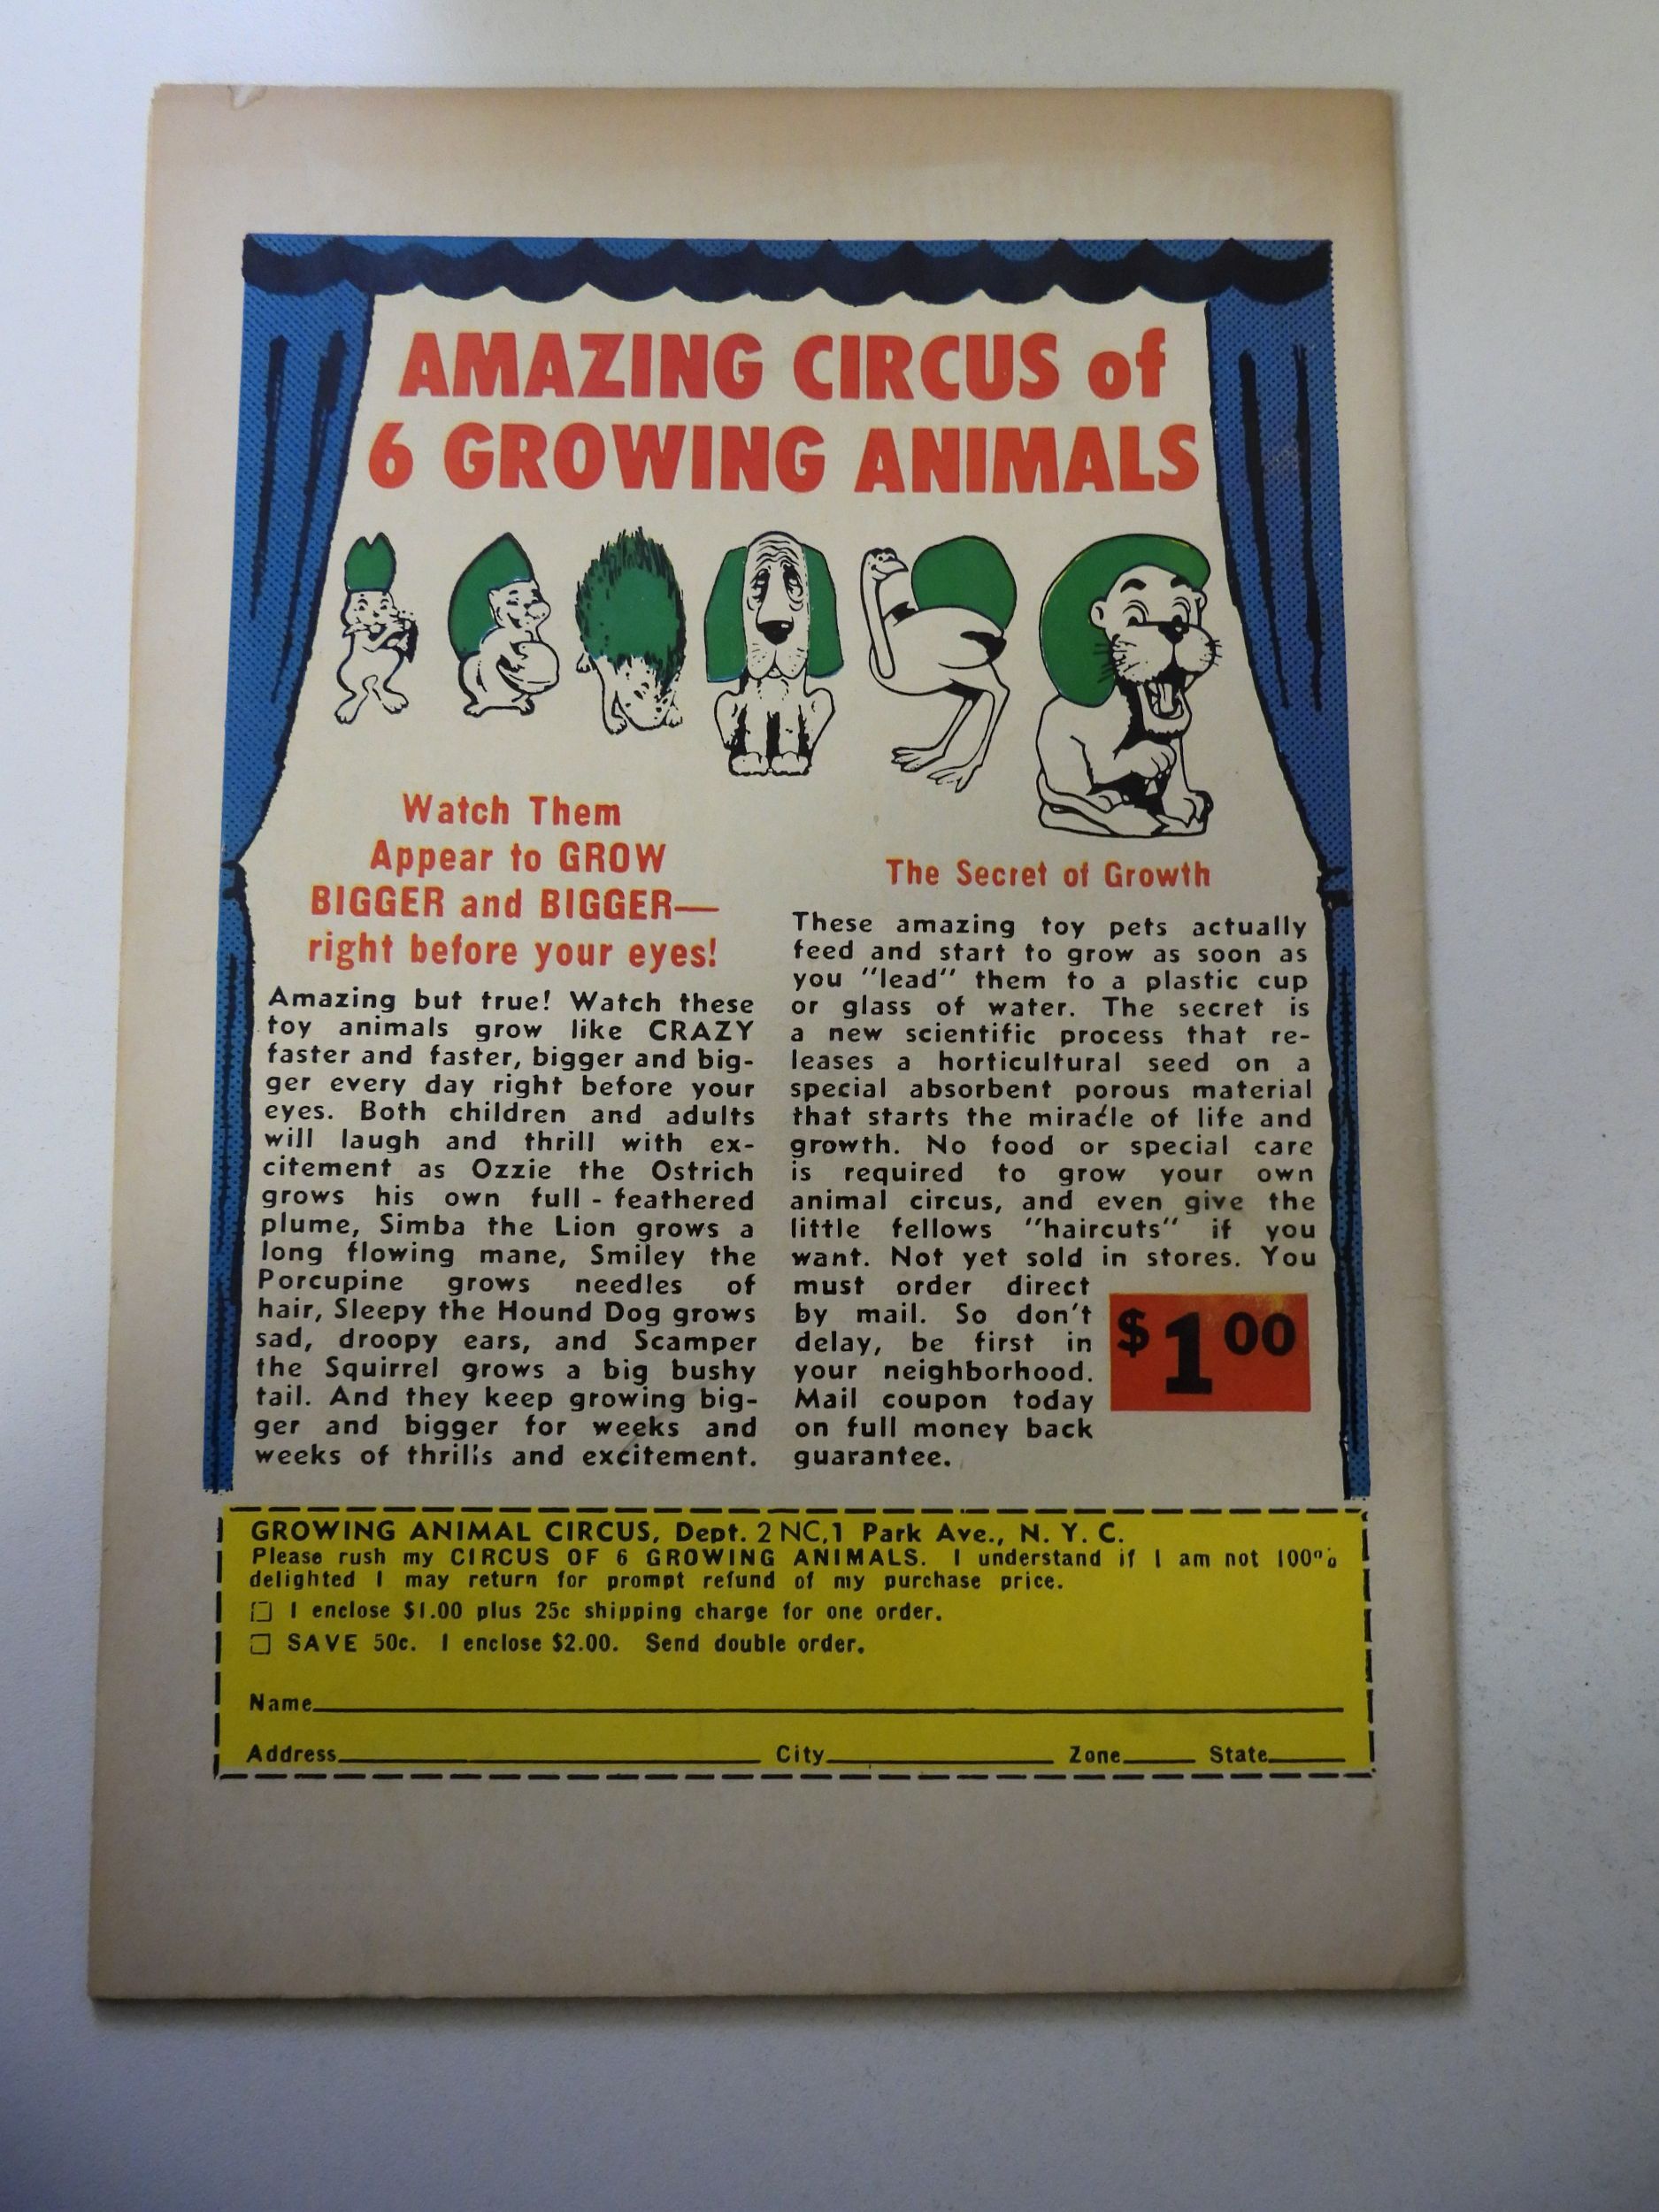 AMAZING CIRCUS of
6 GROWING ANIMALS
Watch Them
Appear to GROW
BIGGER and BIGGER—
right before your eyes!
Amazing but true! Watch these
toy animals grow like CRAZY
faster and faster, bigger and big-
ger every day right before your
eyes. Both children and adults
will laugh and thrill with ex-
citement as Ozzie the Ostrich
grows his own full - feathered
plume, Simba the Lion grows a
long flowing mane, Smiley the
Porcupine grows needles of
hair, Sleepy the Hound Dog grows
sad, droopy ears, and Scamper
the Squirrel grows a big bushy
tail. And they keep growing big-
ger and bigger for weeks and
weeks of thrills and excitement.
The Secret of Growth
These amazing toy pets actually
feed and start to grow as soon as
you "lead" them to a plastic cup
or glass of water. The secret is
a new scientific process that re-
leases a horticultural seed on a
special absorbent porous material
that starts the miracle of life and
growth. No food or special care
is required to grow your own
animal circus, and even give the
little fellows "haircuts" if you
want. Not yet sold in stores. You
must order direct
by mail. So don't
delay, be first in
your neighborhood.
Mail coupon today
on full money back
guarantee.
$1 00
GROWING ANIMAL CIRCUS, Dept. 2 NC,1 Park Ave., N. Y. C.
Please rush my CIRCUS OF 6 GROWING ANIMALS. I understand if I am not 100%
delighted I may return for prompt refund of my purchase price.
I enclose $1.00 plus 25c shipping charge for one order.
SAVE 50c. I enclose $2.00. Send double order.
Name
Address City Zone State